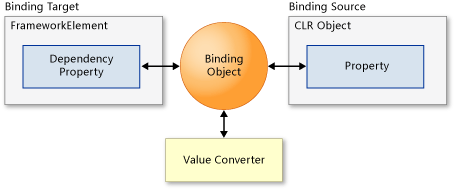 Binding Target
Binding Source
FrameworkElement
CLR Object
Dependency
Property
Binding
Object
Property
Value Converter